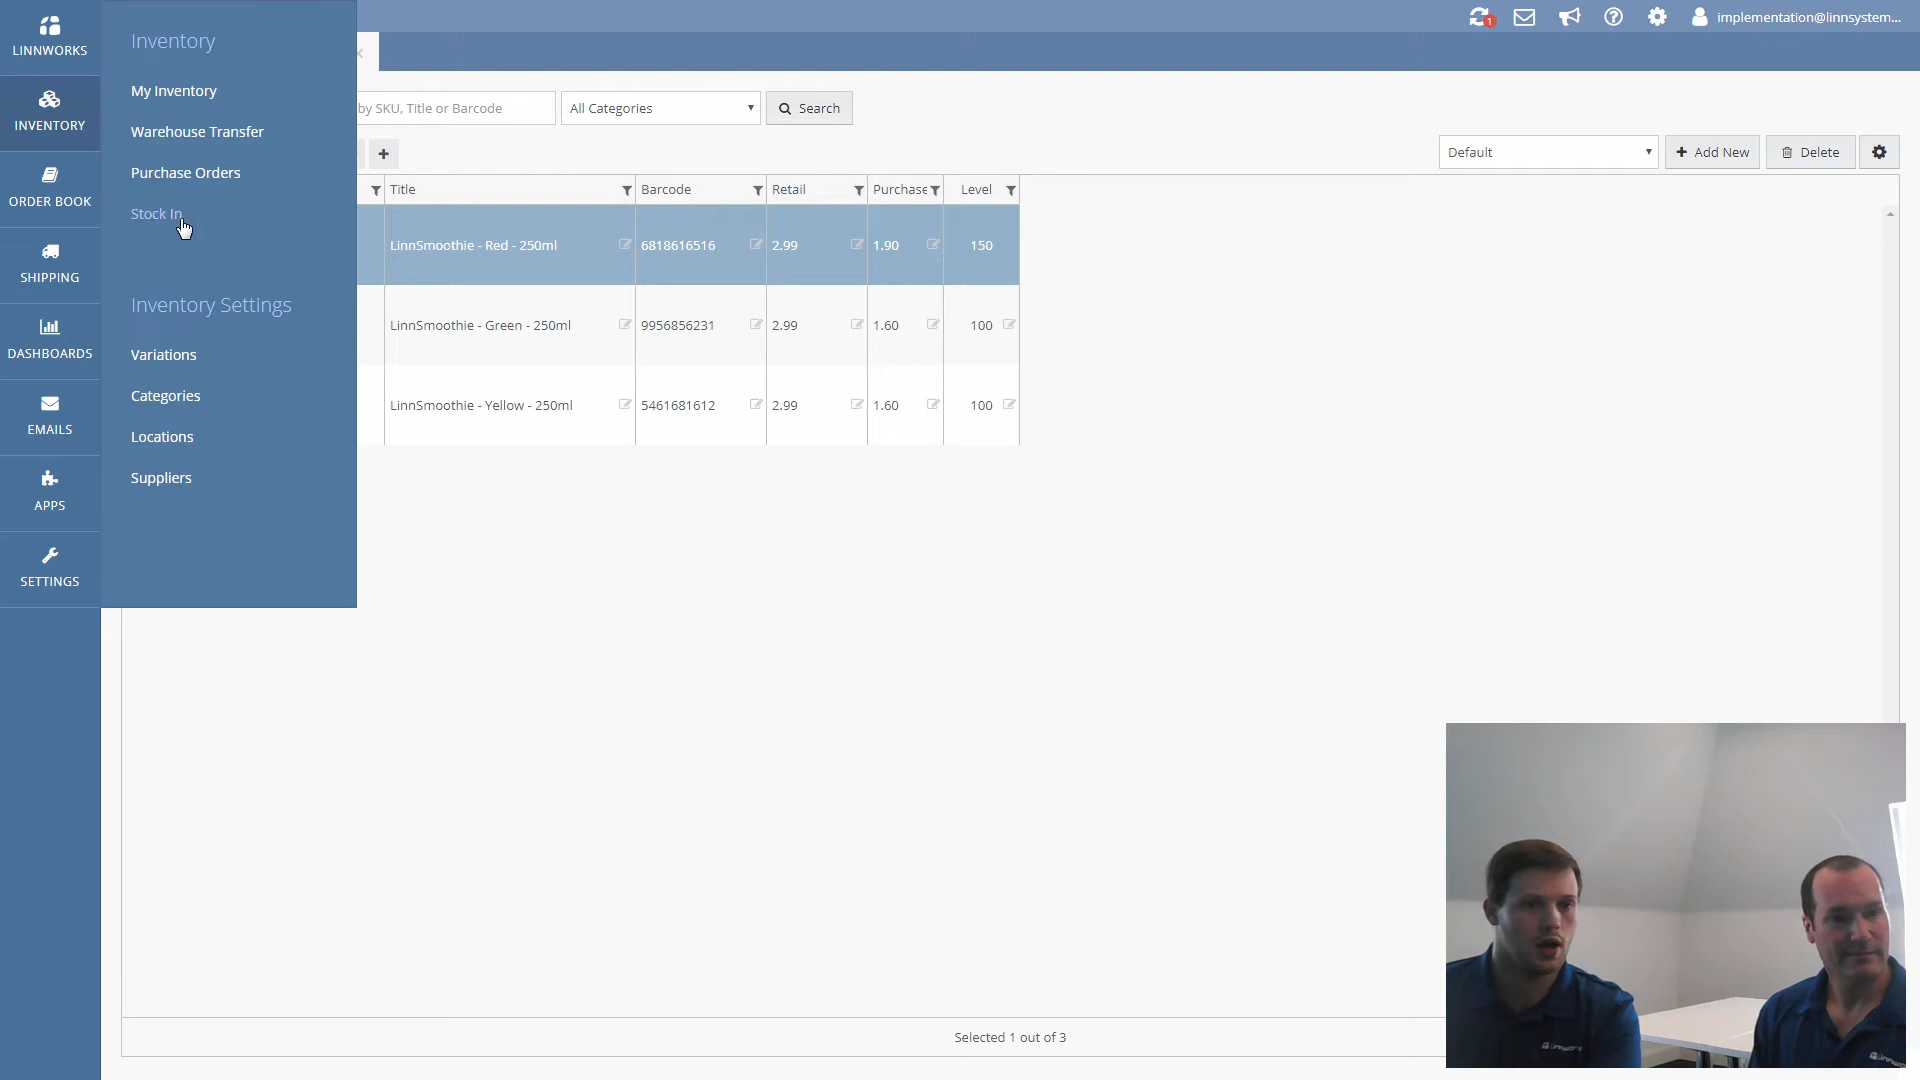 LINNWORKS
INVENTORY
ORDER BOOK
SHIPPING
DASHBOARDS
EMAILS
APPS
SETTINGS
Inventory
My Inventory
Warehouse Transfer
Purchase Orders
Stock In
Inventory Settings
Variations
Categories
Locations
Suppliers
1
implementation@linnsystem...
by SKU, Title or Barcode
All Categories
Search
Default
Add New
Delete
Title Barcode Retail Purchase Level
LinnSmoothie - Red - 250ml 6818616516 2.99 1.90 150
LinnSmoothie - Green - 250ml 9956856231 2.99 1.60 100
LinnSmoothie - Yellow - 250ml 5461681612 2.99 1.60 100
Selected 1 out of 3